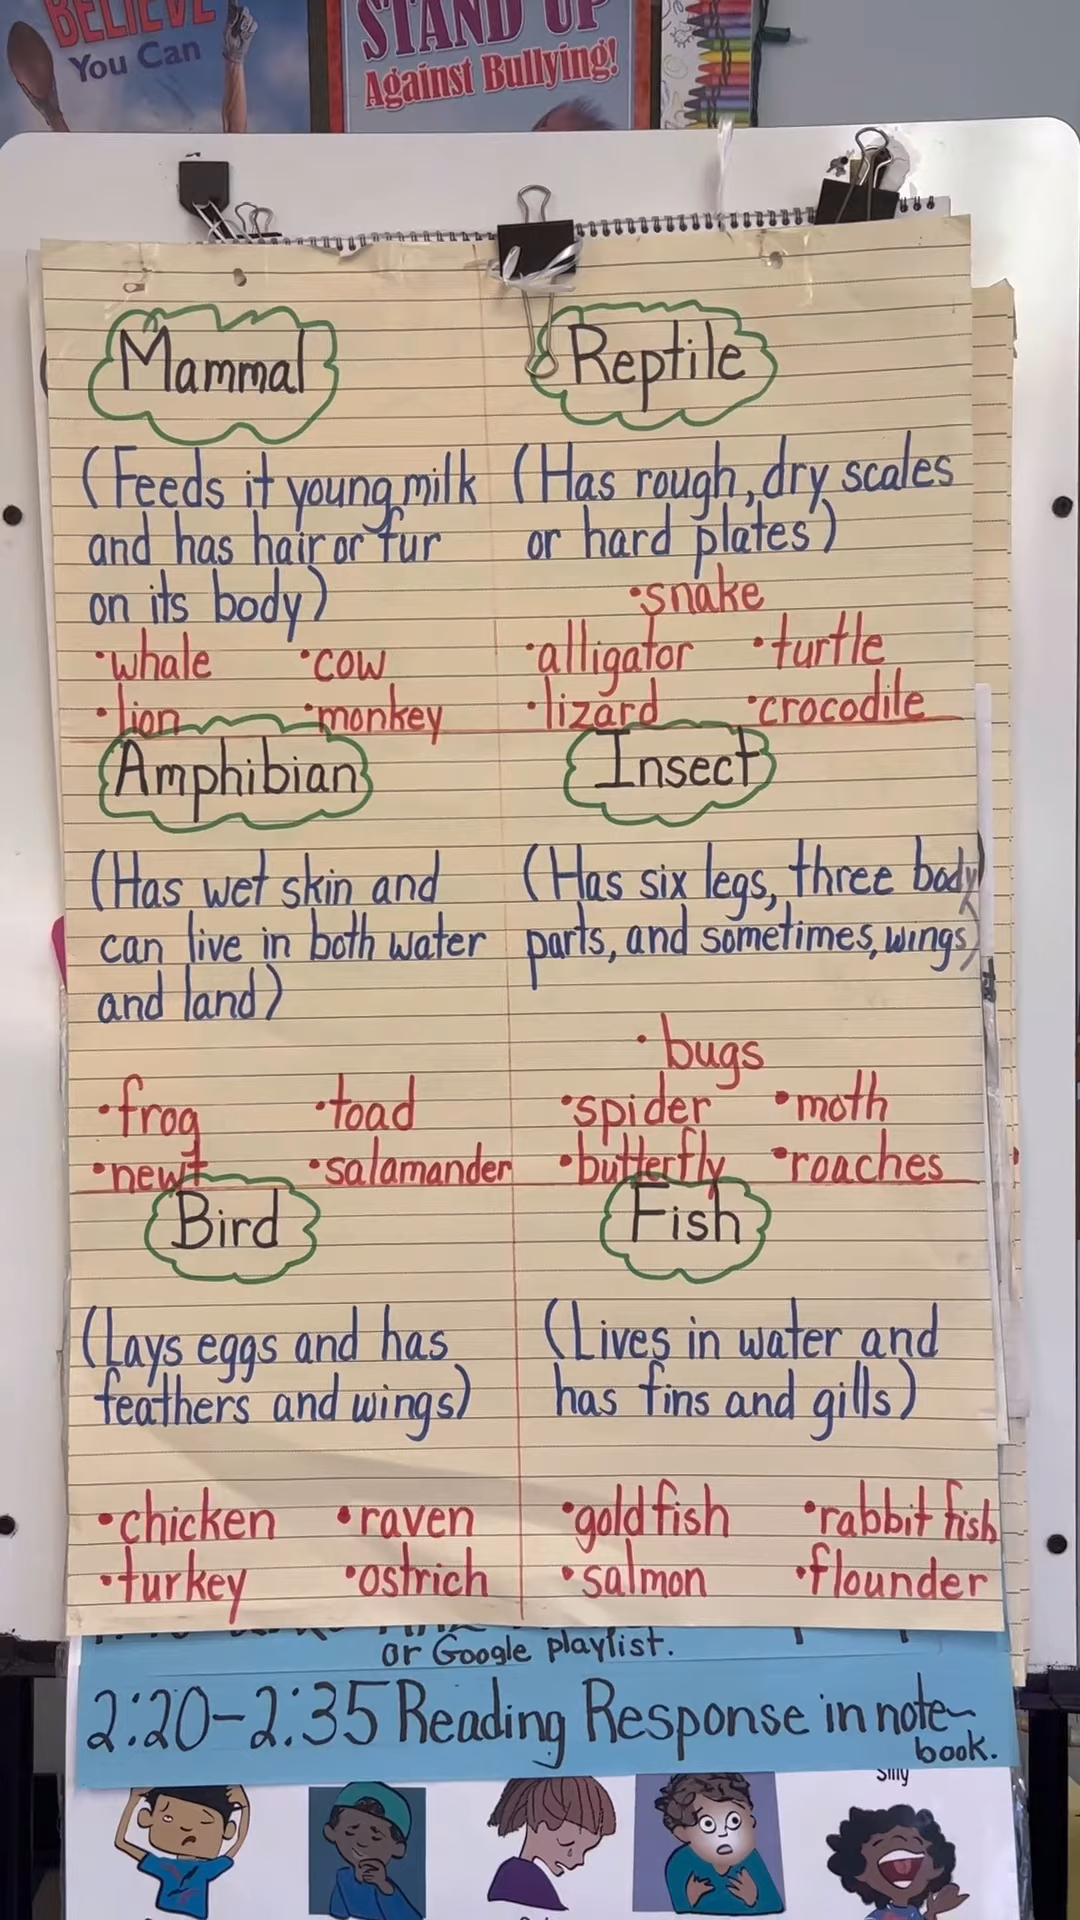 BELIEVE
You Can
STAND UP
Against Bullying!
Mammal
(Feeds it young milk
and has hair or fur
on its body)
•whale •cow
•lion •monkey
Reptile
(Has rough, dry scales
or hard plates)
•snake
•alligator •turtle
•lizard •crocodile
Amphibian
(Has wet skin and
can live in both water
and land)
•frog •toad
•newt •salamander
Insect
(Has six legs, three body
parts, and sometimes, wings)
•bugs
•spider •moth
•butterfly •roaches
Bird
(Lays eggs and has
feathers and wings)
•chicken •raven
•turkey •ostrich
Fish
(Lives in water and
has fins and gills)
•goldfish •rabbit fish
•salmon •flounder
or Google playlist.
2:20-2:35 Reading Response in note-
book.
Silly